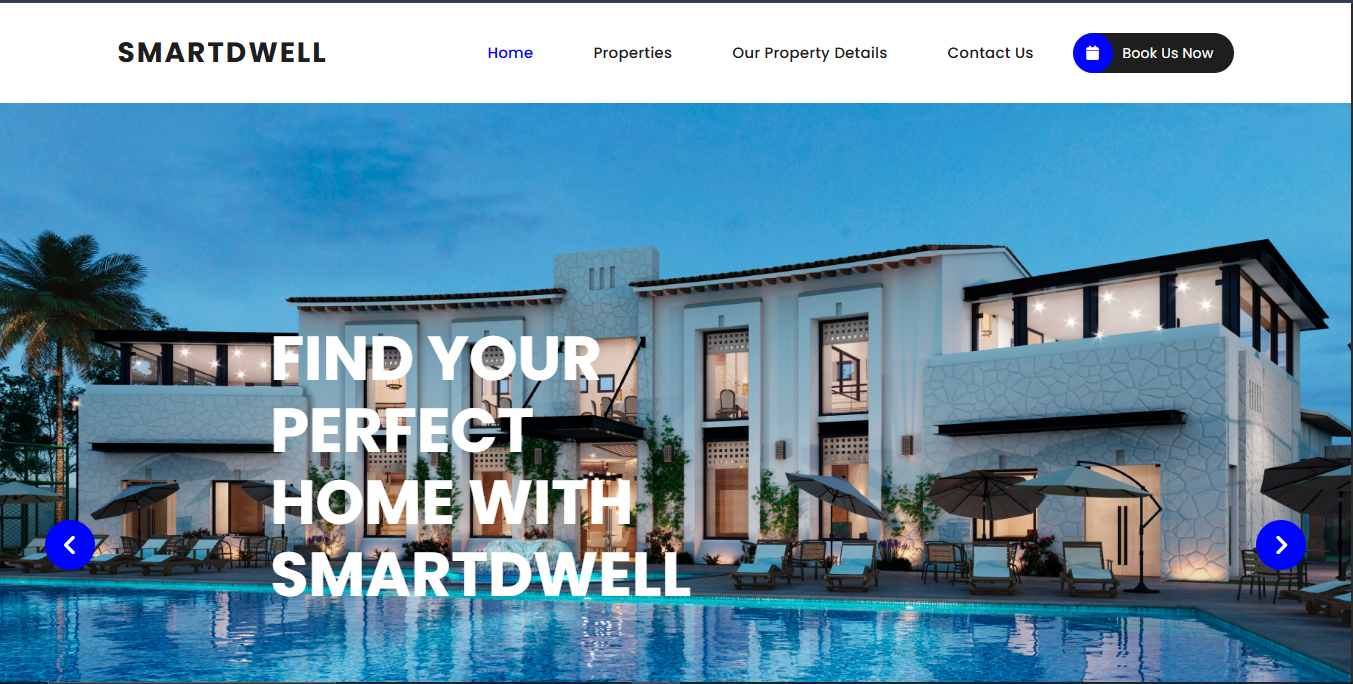 SMARTDWELL
Home
Properties
Our Property Details
Contact Us
Book Us Now
FIND YOUR
PERFECT
HOME WITH
SMARTDWELL